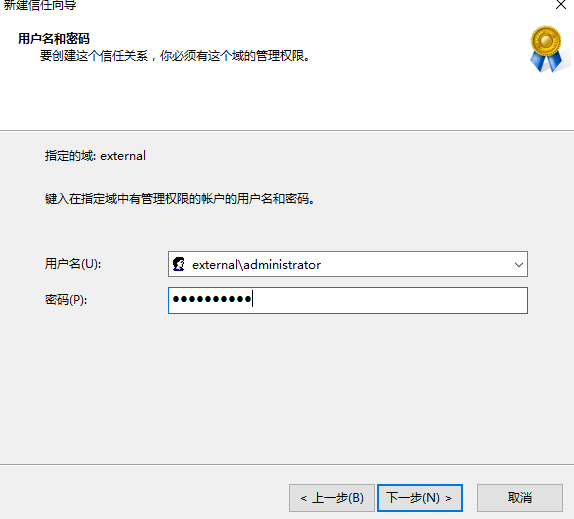 新建信任向导
用户名和密码
要创建这个信任关系，你必须有这个域的管理权限。
指定的域: external
键入在指定域中有管理权限的帐户的用户名和密码。
用户名(U):
external\administrator
密码(P):
●●●●●●●●●●
< 上一步(B)
下一步(N) >
取消